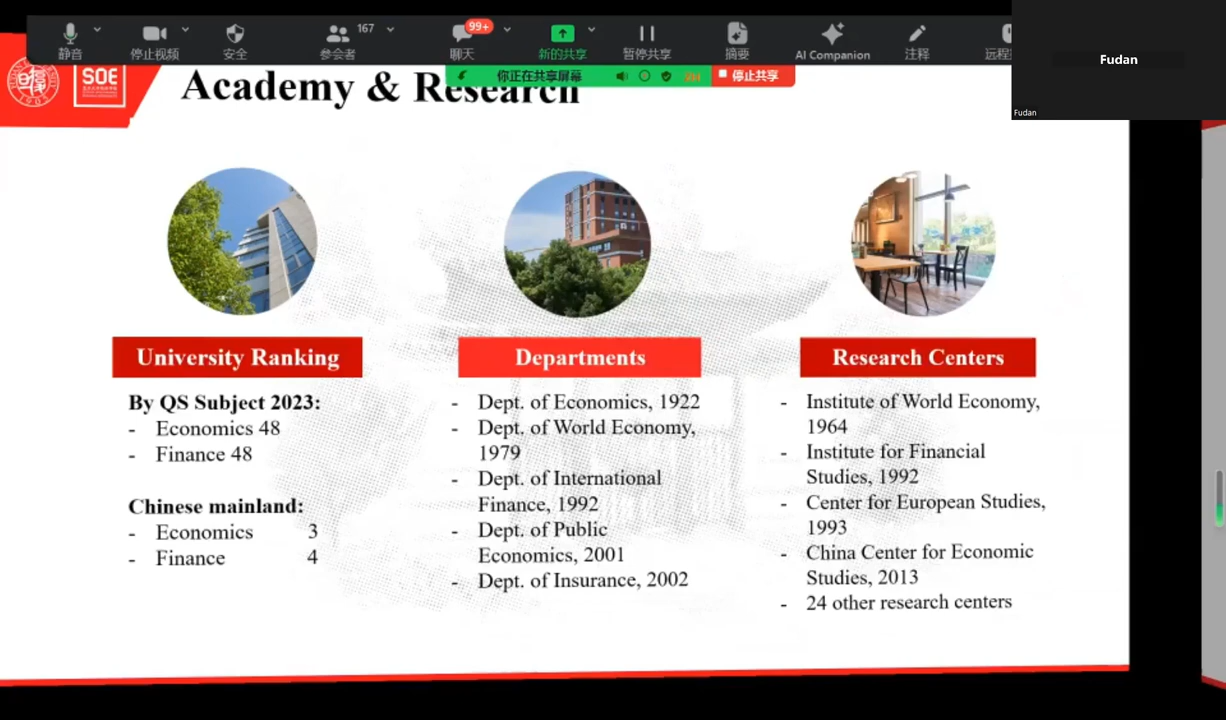 167
99+
静音
停止视频
安全
参会者
聊天
新的共享
暂停共享
摘要
AI Companion
注释
远程
Fudan
Fudan
你正在共享屏幕
停止共享
SOE
Academy & Research
University Ranking
By QS Subject 2023:
- Economics 48
- Finance 48
Chinese mainland:
- Economics 3
- Finance 4
Departments
- Dept. of Economics, 1922
- Dept. of World Economy,
1979
- Dept. of International
Finance, 1992
- Dept. of Public
Economics, 2001
- Dept. of Insurance, 2002
Research Centers
- Institute of World Economy,
1964
- Institute for Financial
Studies, 1992
- Center for European Studies,
1993
- China Center for Economic
Studies, 2013
- 24 other research centers